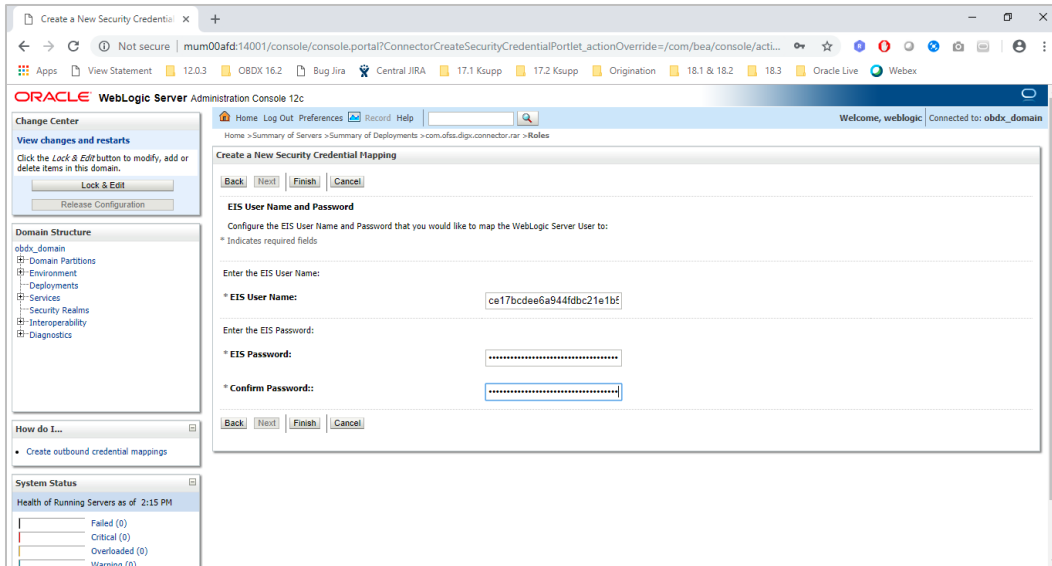 Create a New Security Credential
Not secure | mum00afd:14001/console/console.portal?ConnectorCreateSecurityCredentialPortlet_actionOverride=/com/bea/console/acti...
Apps View Statement 12.0.3 OBDX 16.2 Bug Jira Central JIRA 17.1 Ksupp 17.2 Ksupp Origination 18.1 & 18.2 18.3 Oracle Live Webex
ORACLE WebLogic Server Administration Console 12c
Change Center
View changes and restarts
Click the Lock & Edit button to modify, add or
delete items in this domain.
Lock & Edit
Release Configuration
Domain Structure
obdx_domain
Domain Partitions
Environment
Deployments
Services
Security Realms
Interoperability
Diagnostics
How do I...
Create outbound credential mappings
System Status
Health of Running Servers as of 2:15 PM
Failed (0)
Critical (0)
Overloaded (0)
Warning (0)
Home Log Out Preferences Record Help
Welcome, weblogic Connected to: obdx_domain
Home >Summary of Servers >Summary of Deployments >com.ofss.digx.connector.rar >Roles
Create a New Security Credential Mapping
Back Next Finish Cancel
EIS User Name and Password
Configure the EIS User Name and Password that you would like to map the WebLogic Server User to:
* Indicates required fields
Enter the EIS User Name:
* EIS User Name: ce17bcdee6a944fdbc21e1b5
Enter the EIS Password:
* EIS Password:
* Confirm Password::
Back Next Finish Cancel